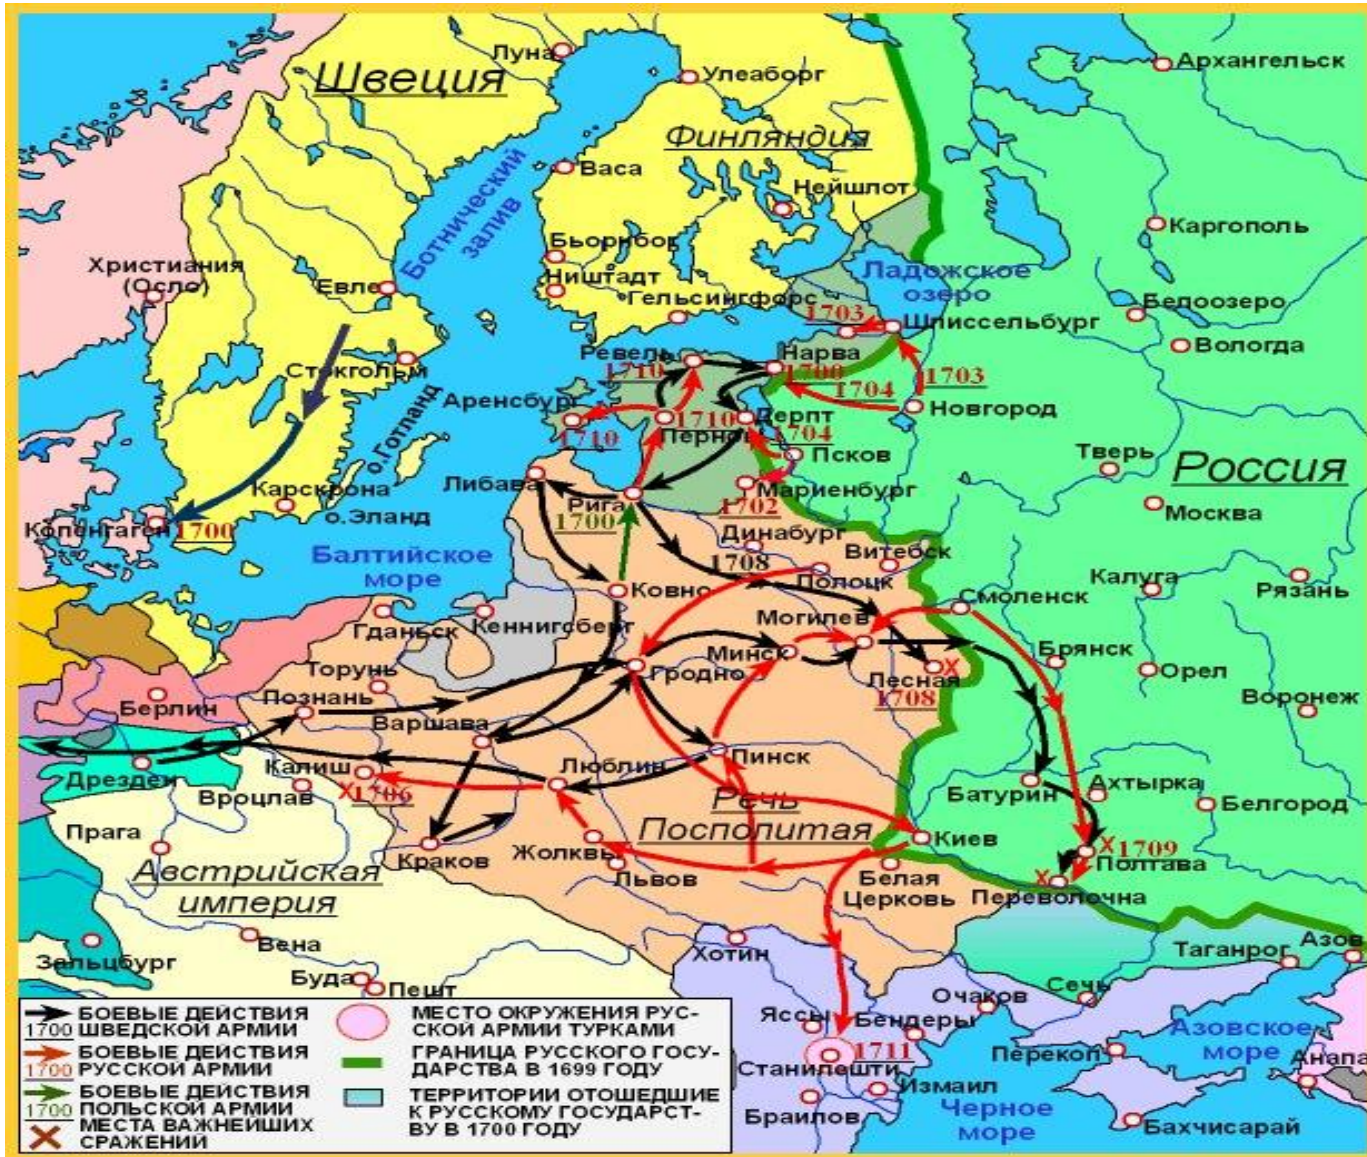 Швеция
Луна
Улеаборг
Архангельск
Финляндия
Васа
Нейшлот
Ботнический
залив
Каргополь
Бьорнборг
Христиания
(Осло)
Евле
Ништадт
Гельсингфорс
Ладожское
озеро
1703
Шлиссельбург
Белоозеро
Вологда
Стокгольм
Ревель
1710
Нарва
1700
1704
1703
Новгород
Аренсбург
1710
о.Готланд
1710
Пернов
Дерпт
1704
Псков
Тверь
Россия
Либава
Карскрона
о.Эланд
Рига
1700
Мариенбург
1702
Москва
Копенгаген
1700
Балтийское
море
Динабург
1708
Витебск
Полоцк
Калуга
Рязань
Ковно
Гданьск
Кеннигсберг
Могилев
Смоленск
Торунь
Минск
Брянск
Гродно
Лесная
1708
Орел
Познань
Берлин
Варшава
Воронеж
Дрезден
Калиш
1706
Люблин
Пинск
Вроцлав
Батурин
Ахтырка
Белгород
Речь
Посполитая
Прага
Краков
Жолквь
Львов
Киев
1709
Полтава
Австрийская
империя
Белая
Церковь
Переволочна
Вена
Зальцбург
Буда
Пешт
Хотин
Таганрог
Азов
Сечь
Очаков
Яссы
Бендеры
1711
Станилешти
Перекоп
Азовское
море
Анапа
Измаил
Браилов
Черное
море
Бахчисарай
БОЕВЫЕ ДЕЙСТВИЯ
1700 ШВЕДСКОЙ АРМИИ
БОЕВЫЕ ДЕЙСТВИЯ
1700 РУССКОЙ АРМИИ
БОЕВЫЕ ДЕЙСТВИЯ
1700 ПОЛЬСКОЙ АРМИИ
МЕСТА ВАЖНЕЙШИХ
СРАЖЕНИЙ
МЕСТО ОКРУЖЕНИЯ РУС-
СКОЙ АРМИИ ТУРКАМИ
ГРАНИЦА РУССКОГО ГОСУ-
ДАРСТВА В 1699 ГОДУ
ТЕРРИТОРИИ ОТОШЕДШИЕ
К РУССКОМУ ГОСУДАРСТ-
ВУ В 1700 ГОДУ